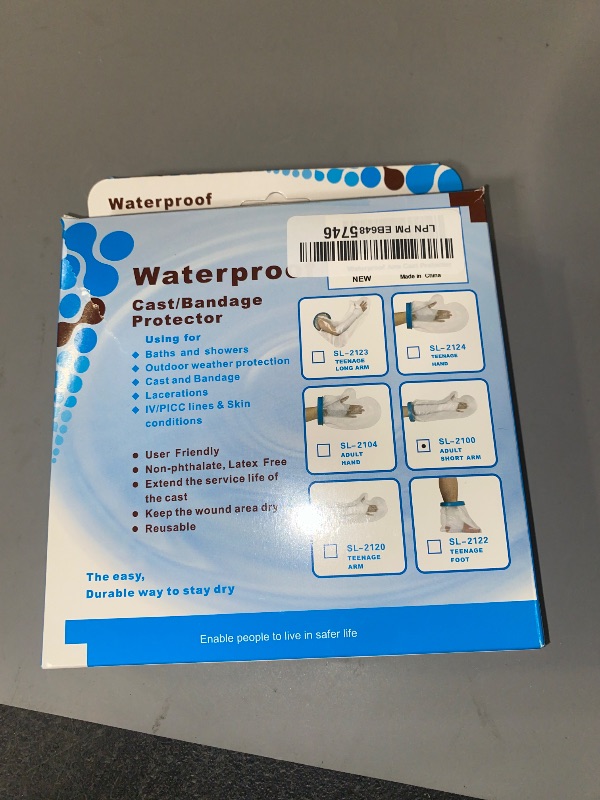 Waterproof
LPN PM EB6485746
NEW
Made in China
Cast/Bandage
Protector
Using for
Baths and showers
Outdoor weather protection
Cast and Bandage
Lacerations
IV/PICC lines & Skin
conditions
User Friendly
Non-phthalate, Latex Free
Extend the service life of
the cast
Keep the wound area dry
Reusable
The easy,
Durable way to stay dry
SL-2123
TEENAGE
LONG ARM
SL-2124
TEENAGE
HAND
SL-2104
ADULT
HAND
SL-2100
ADULT
SHORT ARM
SL-2120
TEENAGE
ARM
SL-2122
TEENAGE
FOOT
Enable people to live in safer life